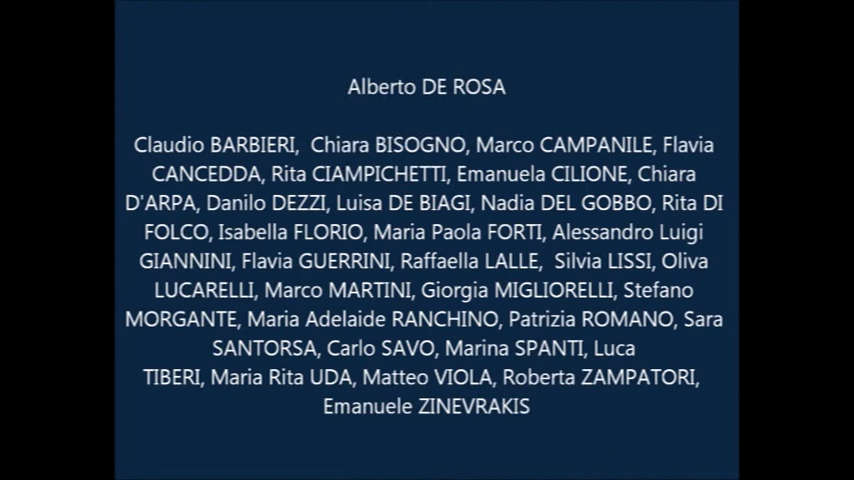 Alberto DE ROSA
Claudio BARBIERI,  Chiara BISOGNO, Marco CAMPANILE, Flavia
CANCEDDA, Rita CIAMPICHETTI, Emanuela CILIONE, Chiara
D'ARPA, Danilo DEZZI, Luisa DE BIAGI, Nadia DEL GOBBO, Rita DI
FOLCO, Isabella FLORIO, Maria Paola FORTI, Alessandro Luigi
GIANNINI, Flavia GUERRINI, Raffaella LALLE,  Silvia LISSI, Oliva
LUCARELLI, Marco MARTINI, Giorgia MIGLIORELLI, Stefano
MORGANTE, Maria Adelaide RANCHINO, Patrizia ROMANO, Sara
SANTORSA, Carlo SAVO, Marina SPANTI, Luca
TIBERI, Maria Rita UDA, Matteo VIOLA, Roberta ZAMPATORI,
Emanuele ZINEVRAKIS